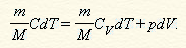 m/M CdT = m/M C_V dT + pdV.